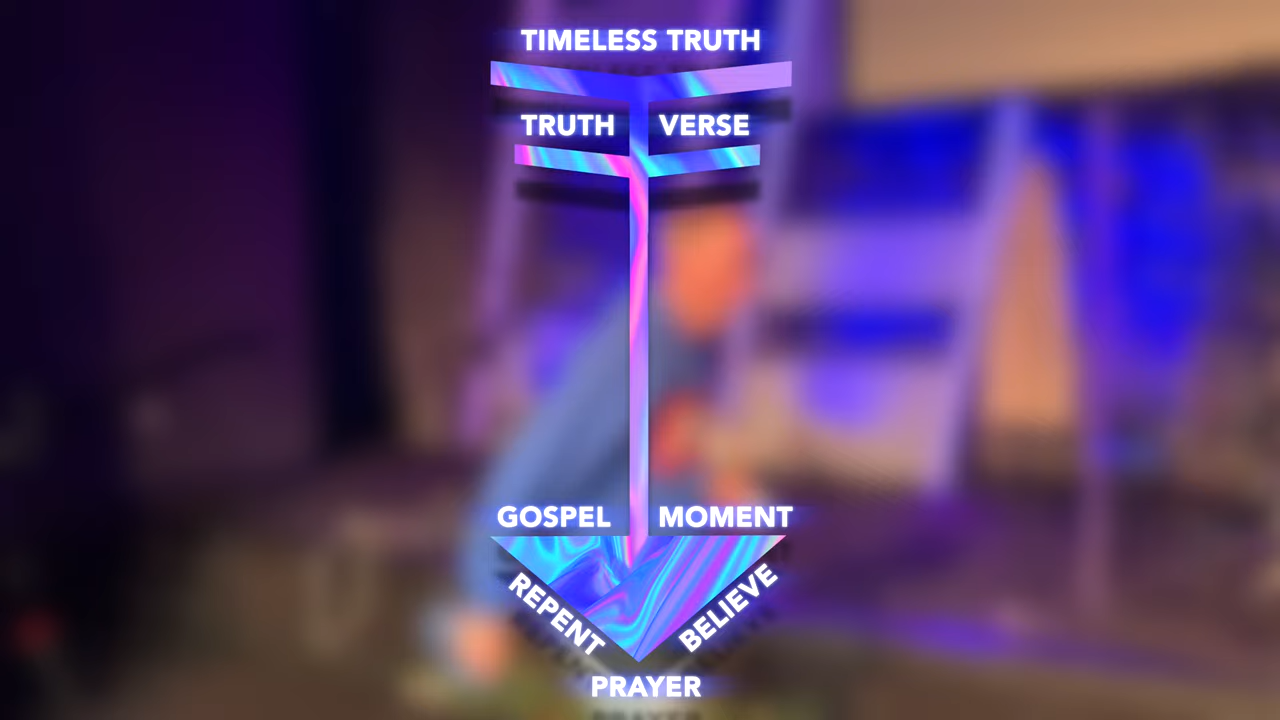 TIMELESS TRUTH
TRUTH VERSE
GOSPEL MOMENT
REPENT
BELIEVE
PRAYER